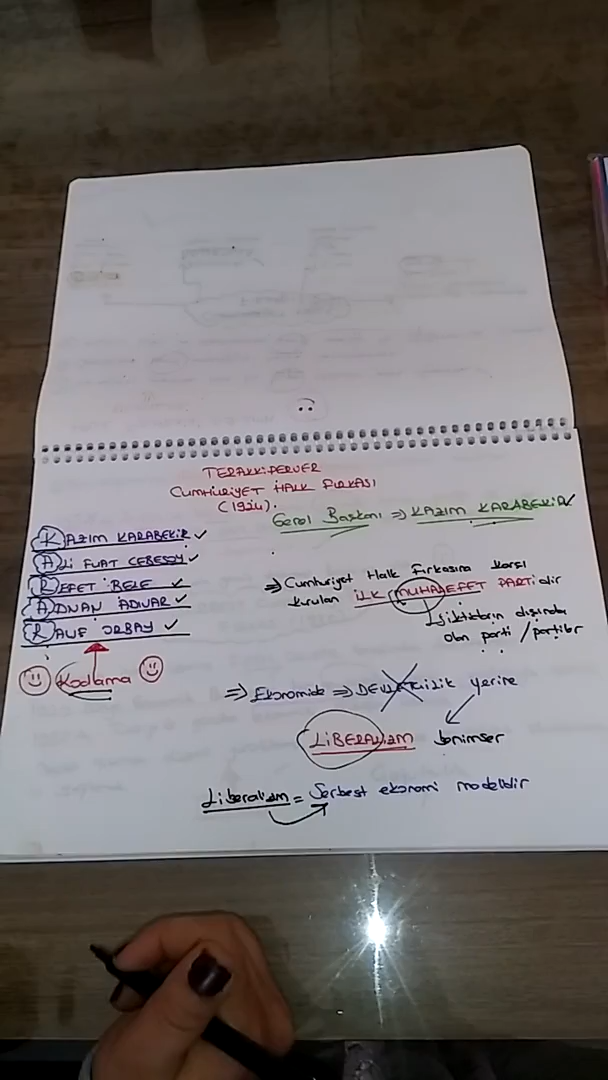 TERAKKİPERVER
CUMHURİYET HALK FIRKASI
(1924).
Genel Başkanı => KAZIM KARABEKİR
KAZIM KARABEKİR ✓
ALİ FUAT CEBESOY ✓
REFET BELE ✓
ADNAN ADIVAR ✓
RAUF ORBAY ✓
Kodlama
=> Cumhuriyet Halk Fırkasına karşı
kurulan İLK MUHALEFET PARTİdir
İktidarın dışında
olan parti / partiler
=> Ekonomide => DEVLETÇİLİK yerine
LİBERALİZM benimser
Liberalizm = Serbest ekonomi modelidir